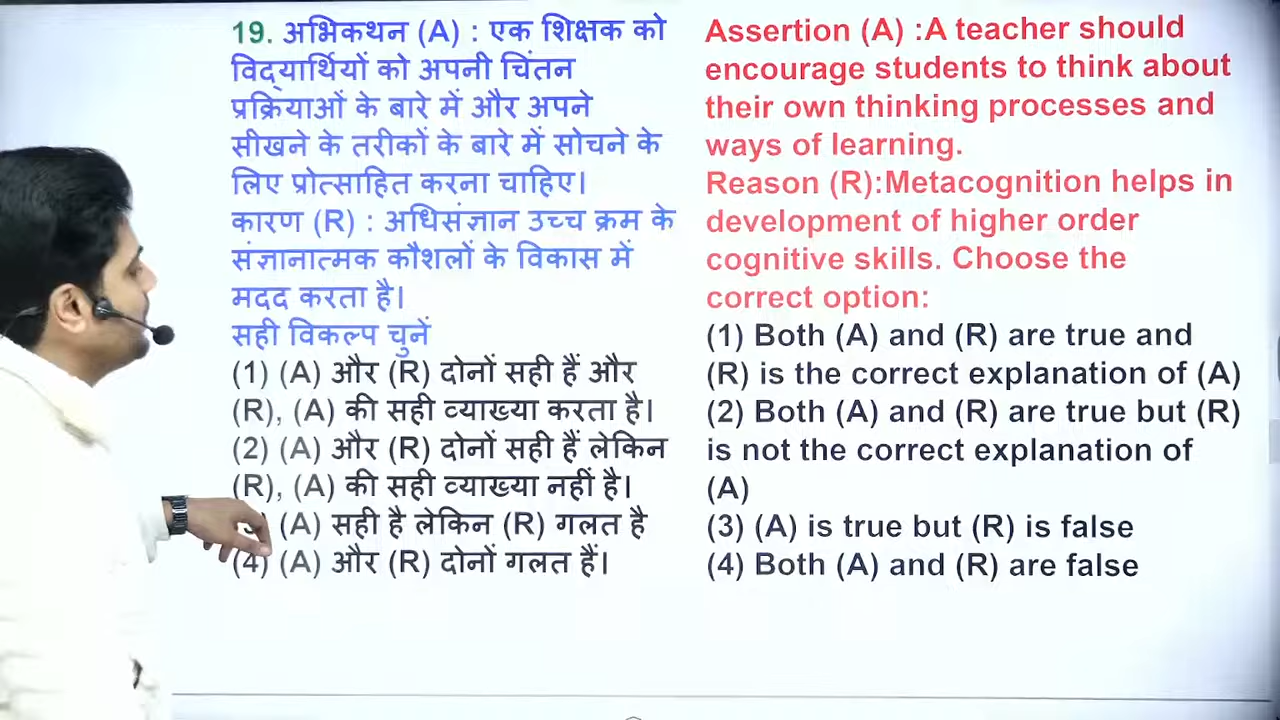 19. अभिकथन (A) : एक शिक्षक को
विद्यार्थियों को अपनी चिंतन
प्रक्रियाओं के बारे में और अपने
सीखने के तरीकों के बारे में सोचने के
लिए प्रोत्साहित करना चाहिए।
कारण (R) : अधिसंज्ञान उच्च क्रम के
संज्ञानात्मक कौशलों के विकास में
मदद करता है।
सही विकल्प चुनें
(1) (A) और (R) दोनों सही हैं और
(R), (A) की सही व्याख्या करता है।
(2) (A) और (R) दोनों सही हैं लेकिन
(R), (A) की सही व्याख्या नहीं है।
(A) सही है लेकिन (R) गलत है
(4) (A) और (R) दोनों गलत हैं।
Assertion (A) :A teacher should
encourage students to think about
their own thinking processes and
ways of learning.
Reason (R):Metacognition helps in
development of higher order
cognitive skills. Choose the
correct option:
(1) Both (A) and (R) are true and
(R) is the correct explanation of (A)
(2) Both (A) and (R) are true but (R)
is not the correct explanation of
(A)
(3) (A) is true but (R) is false
(4) Both (A) and (R) are false